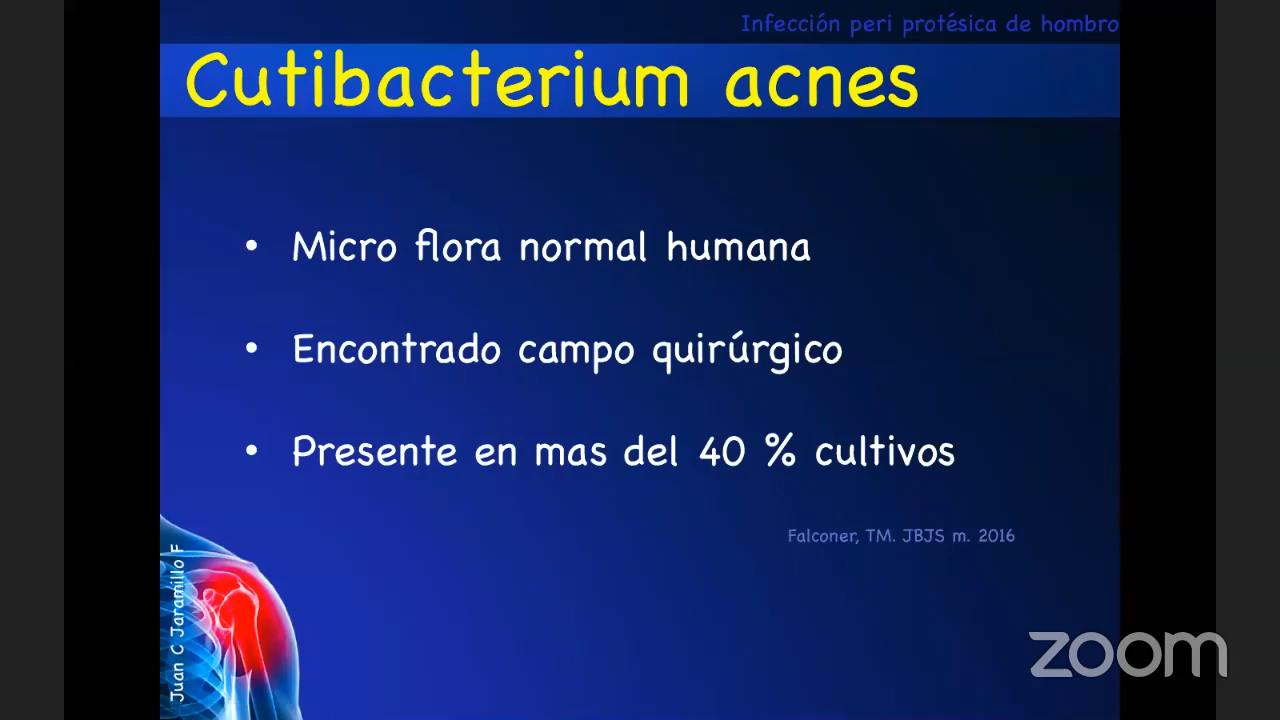 Infección peri protésica de hombro
Cutibacterium acnes
• Micro flora normal humana
• Encontrado campo quirúrgico
• Presente en mas del 40 % cultivos
Falconer, TM. JBJS m. 2016
Juan C Jaramillo F
zoom